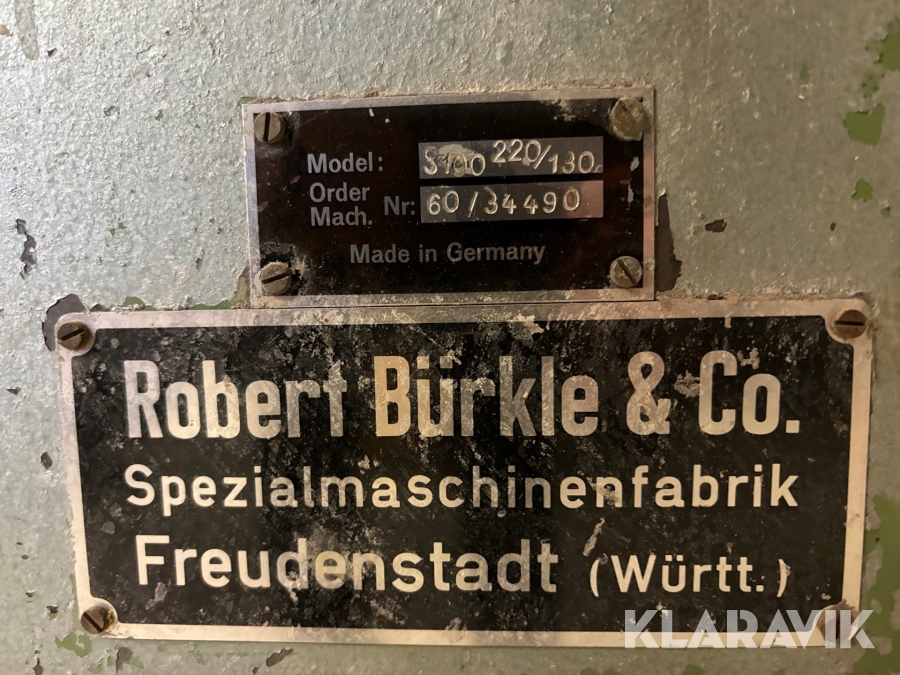 Model: S100 220/130
Order
Mach. Nr: 60/34490
Made in Germany
Robert Bürkle & Co.
Spezialmaschinenfabrik
Freudenstadt (Württ.)
KLARAVIK